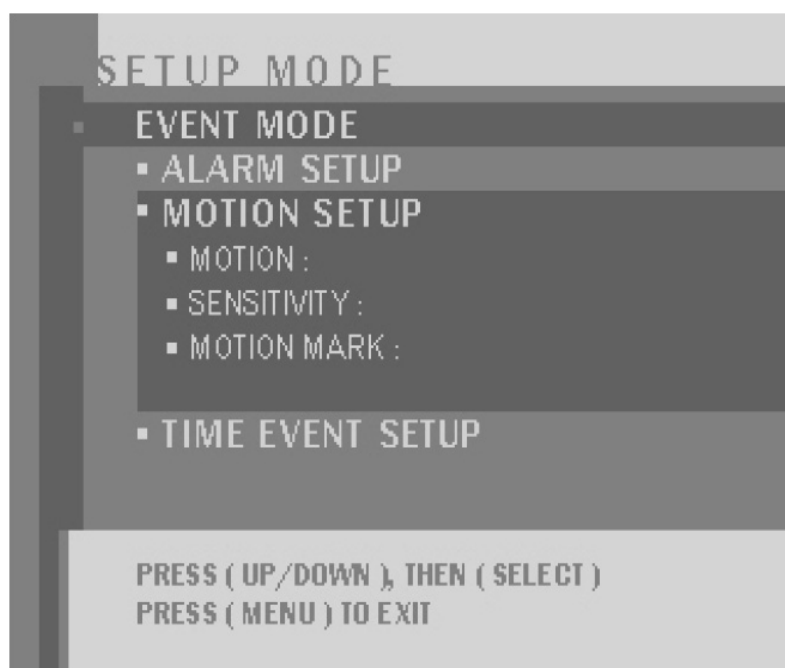 SETUP MODE
EVENT MODE
ALARM SETUP
MOTION SETUP
MOTION :
SENSITIVITY :
MOTION MARK :
TIME EVENT SETUP
PRESS ( UP/DOWN ), THEN ( SELECT )
PRESS ( MENU ) TO EXIT